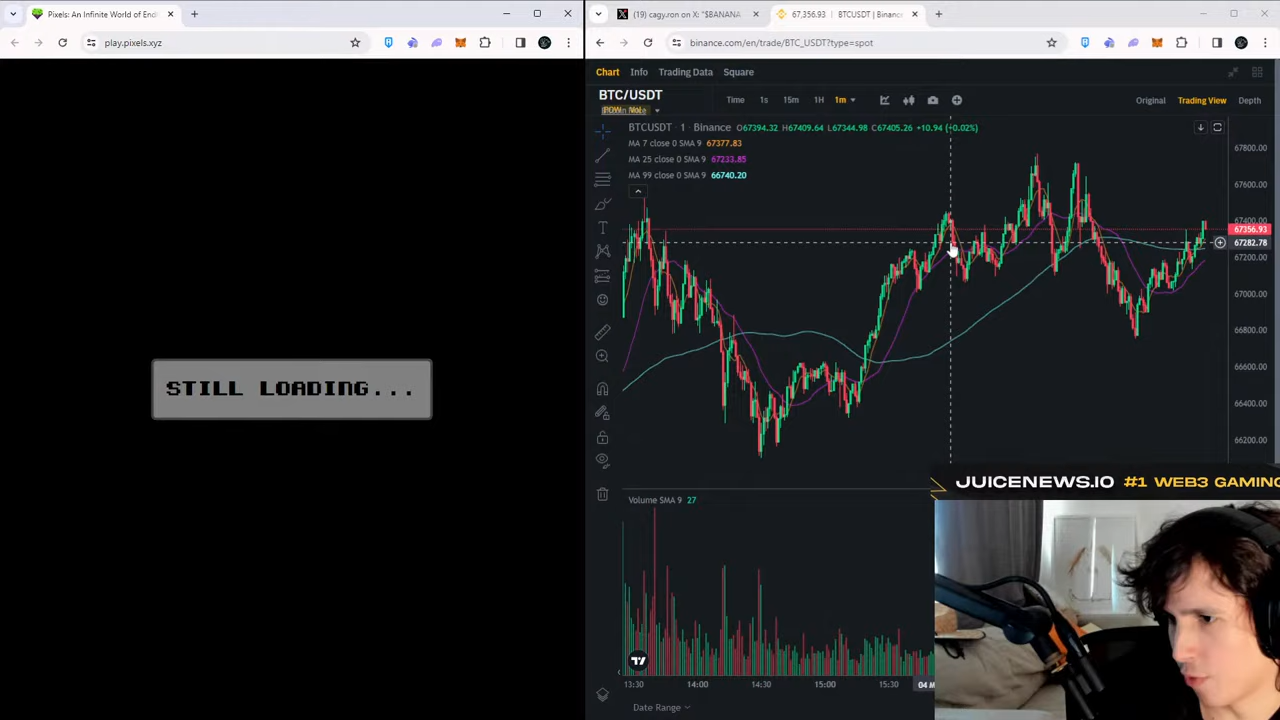 Pixels: An Infinite World of End
play.pixels.xyz
STILL LOADING...
(19) cagy.ron on X: "$BANANA
67,356.93 | BTCUSDT | Binance
binance.com/en/trade/BTC_USDT?type=spot
Chart Info Trading Data Square
BTC/USDT
Time 1s 15m 1H 1m
Original Trading View Depth
BTCUSDT · 1 · Binance O67394.32 H67409.64 L67344.98 C67405.26 +10.94 (+0.02%)
MA 7 close 0 SMA 9 67377.83
MA 25 close 0 SMA 9 67233.85
MA 99 close 0 SMA 9 66740.20
67800.00
67600.00
67400.00
67356.93
67282.78
67200.00
67000.00
66800.00
66600.00
66400.00
66200.00
Volume SMA 9 27
13:30 14:00 14:30 15:00 15:30 04 M
Date Range
JUICENEWS.IO #1 WEB3 GAMING